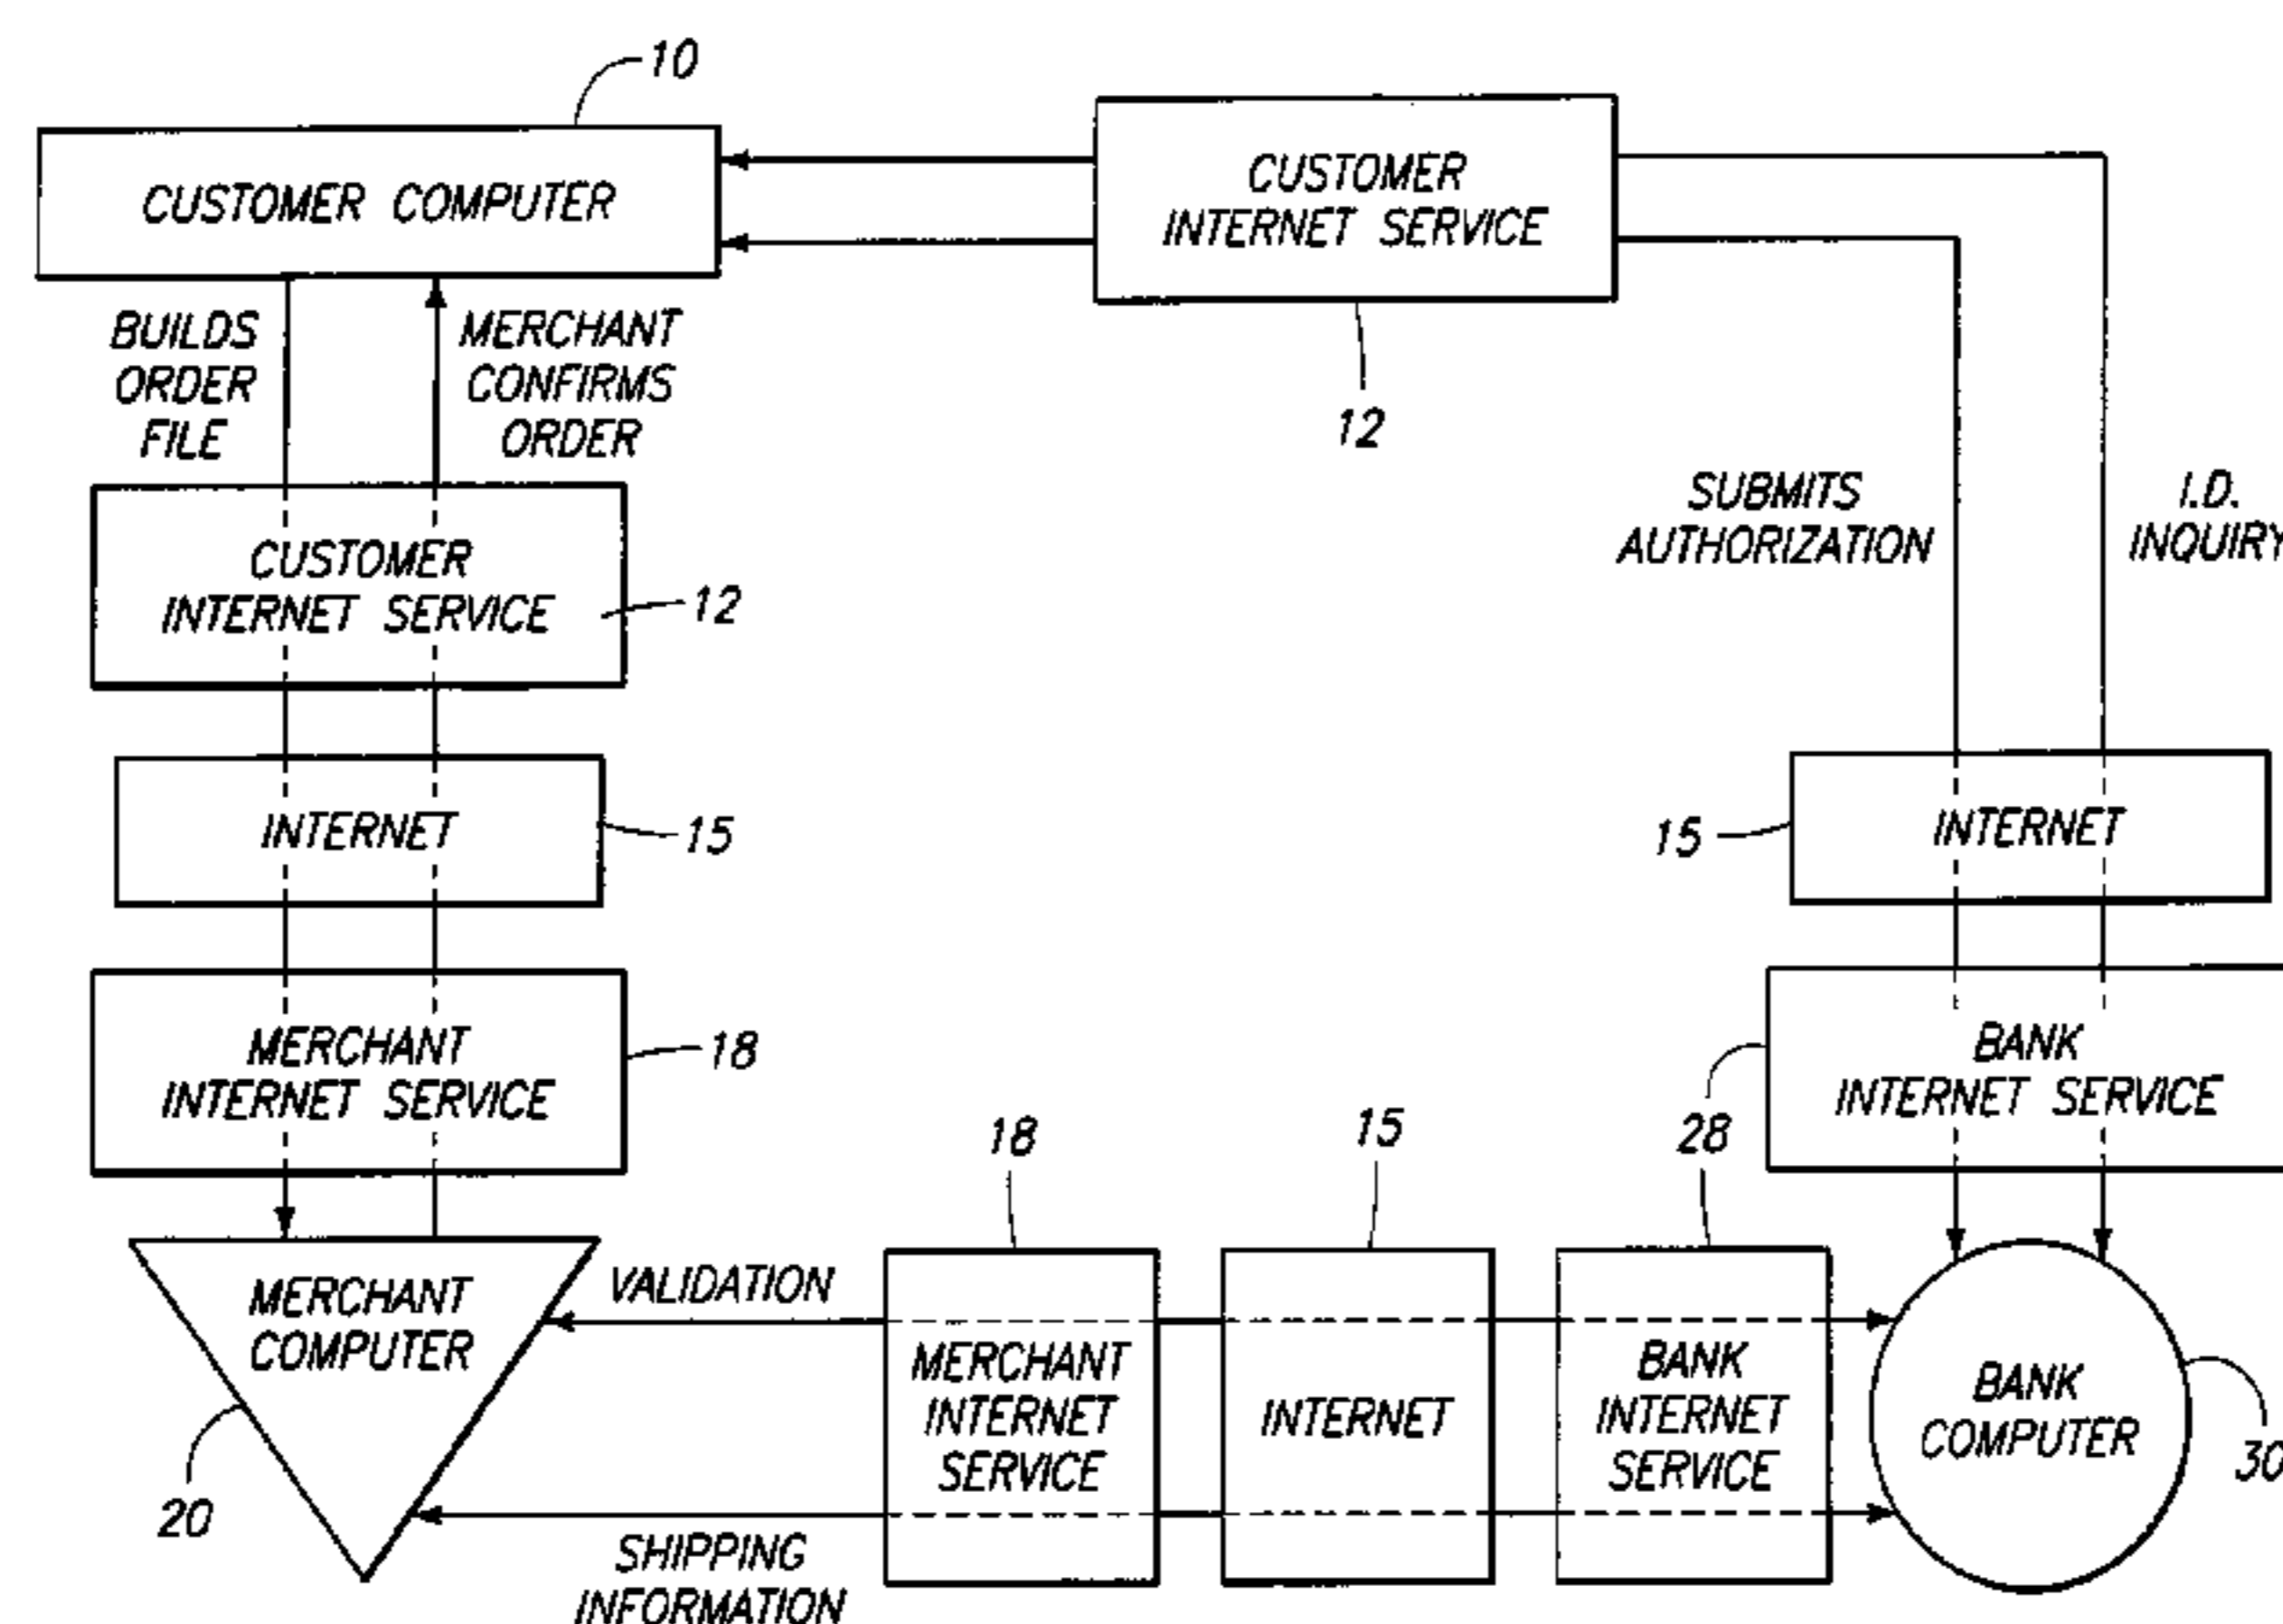 10
CUSTOMER COMPUTER
CUSTOMER
INTERNET SERVICE
12
BUILDS
ORDER
FILE
MERCHANT
CONFIRMS
ORDER
SUBMITS
AUTHORIZATION
I.D.
INQUIRY
CUSTOMER
INTERNET SERVICE
12
INTERNET
15
15
INTERNET
MERCHANT
INTERNET SERVICE
18
BANK
INTERNET SERVICE
28
18
15
MERCHANT
COMPUTER
20
VALIDATION
SHIPPING
INFORMATION
MERCHANT
INTERNET
SERVICE
INTERNET
BANK
INTERNET
SERVICE
BANK
COMPUTER
30